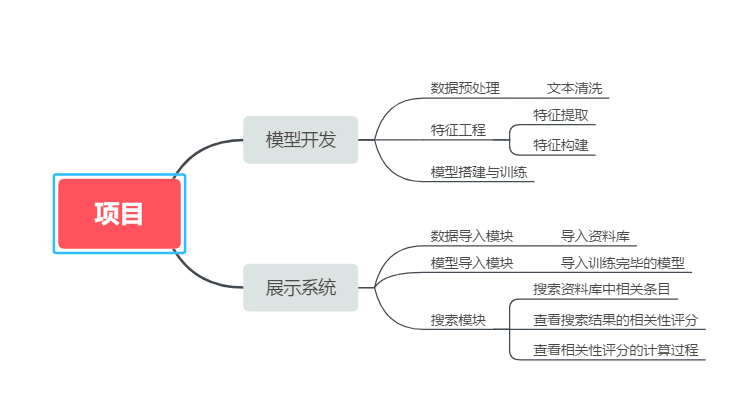 项目
模型开发
数据预处理
文本清洗
特征工程
特征提取
特征构建
模型搭建与训练
展示系统
数据导入模块
导入资料库
模型导入模块
导入训练完毕的模型
搜索模块
搜索资料库中相关条目
查看搜索结果的相关性评分
查看相关性评分的计算过程